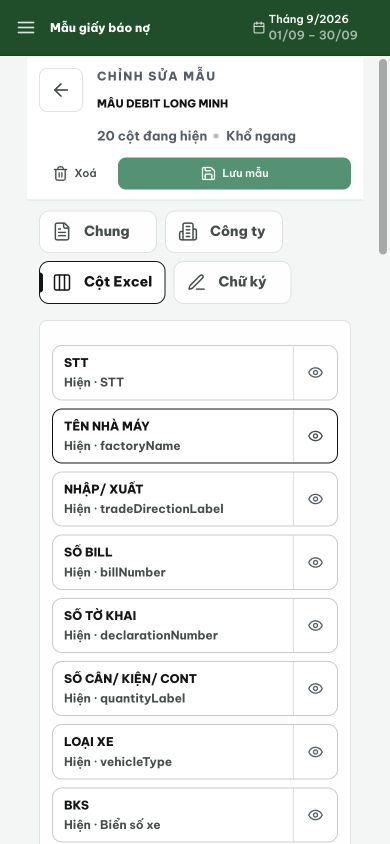 Mẫu giấy báo nợ
Tháng 9/2026
01/09 – 30/09
CHỈNH SỬA MẪU
MẪU DEBIT LONG MINH
20 cột đang hiện • Khổ ngang
Xoá
Lưu mẫu
Chung
Công ty
Cột Excel
Chữ ký
STT
Hiện · STT
TÊN NHÀ MÁY
Hiện · factoryName
NHẬP/ XUẤT
Hiện · tradeDirectionLabel
SỐ BILL
Hiện · billNumber
SỐ TỜ KHAI
Hiện · declarationNumber
SỐ CÂN/ KIỆN/ CONT
Hiện · quantityLabel
LOẠI XE
Hiện · vehicleType
BKS
Hiện · Biển số xe